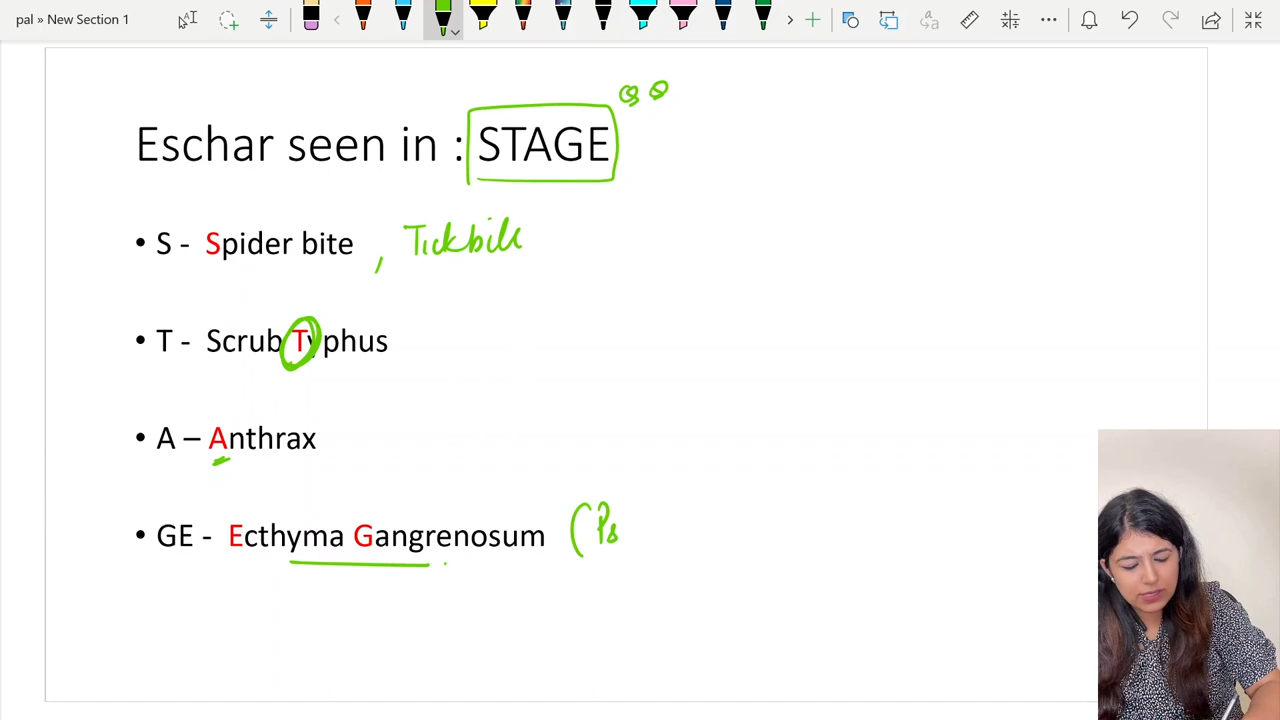 pal » New Section 1
Eschar seen in : STAGE
• S - Spider bite , Tickbite
• T - Scrub Typhus
• A – Anthrax
• GE - Ecthyma Gangrenosum (Ps